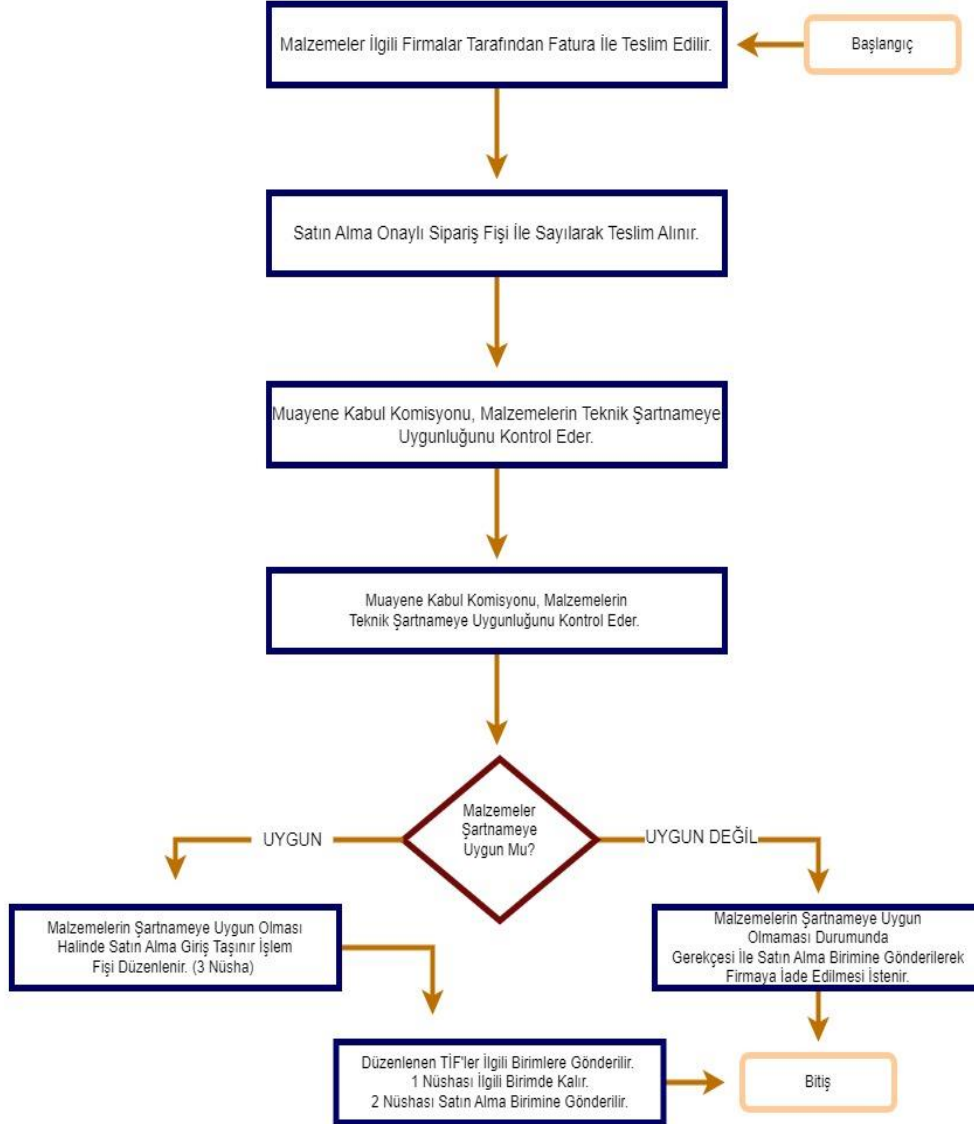 Malzemeler İlgili Firmalar Tarafından Fatura İle Teslim Edilir.
Başlangıç
Satın Alma Onaylı Sipariş Fişi İle Sayılarak Teslim Alınır.
Muayene Kabul Komisyonu, Malzemelerin Teknik Şartnameye
Uygunluğunu Kontrol Eder.
Muayene Kabul Komisyonu, Malzemelerin
Teknik Şartnameye Uygunluğunu Kontrol Eder.
Malzemeler
Şartnameye
Uygun Mu?
UYGUN
UYGUN DEĞİL
Malzemelerin Şartnameye Uygun Olması
Halinde Satın Alma Giriş Taşınır İşlem
Fişi Düzenlenir. (3 Nüsha)
Malzemelerin Şartnameye Uygun
Olmaması Durumunda
Gerekçesi İle Satın Alma Birimine Gönderilerek
Firmaya İade Edilmesi İstenir.
Düzenlenen TİF'ler İlgili Birimlere Gönderilir.
1 Nüshası İlgili Birimde Kalır.
2 Nüshası Satın Alma Birimine Gönderilir.
Bitiş